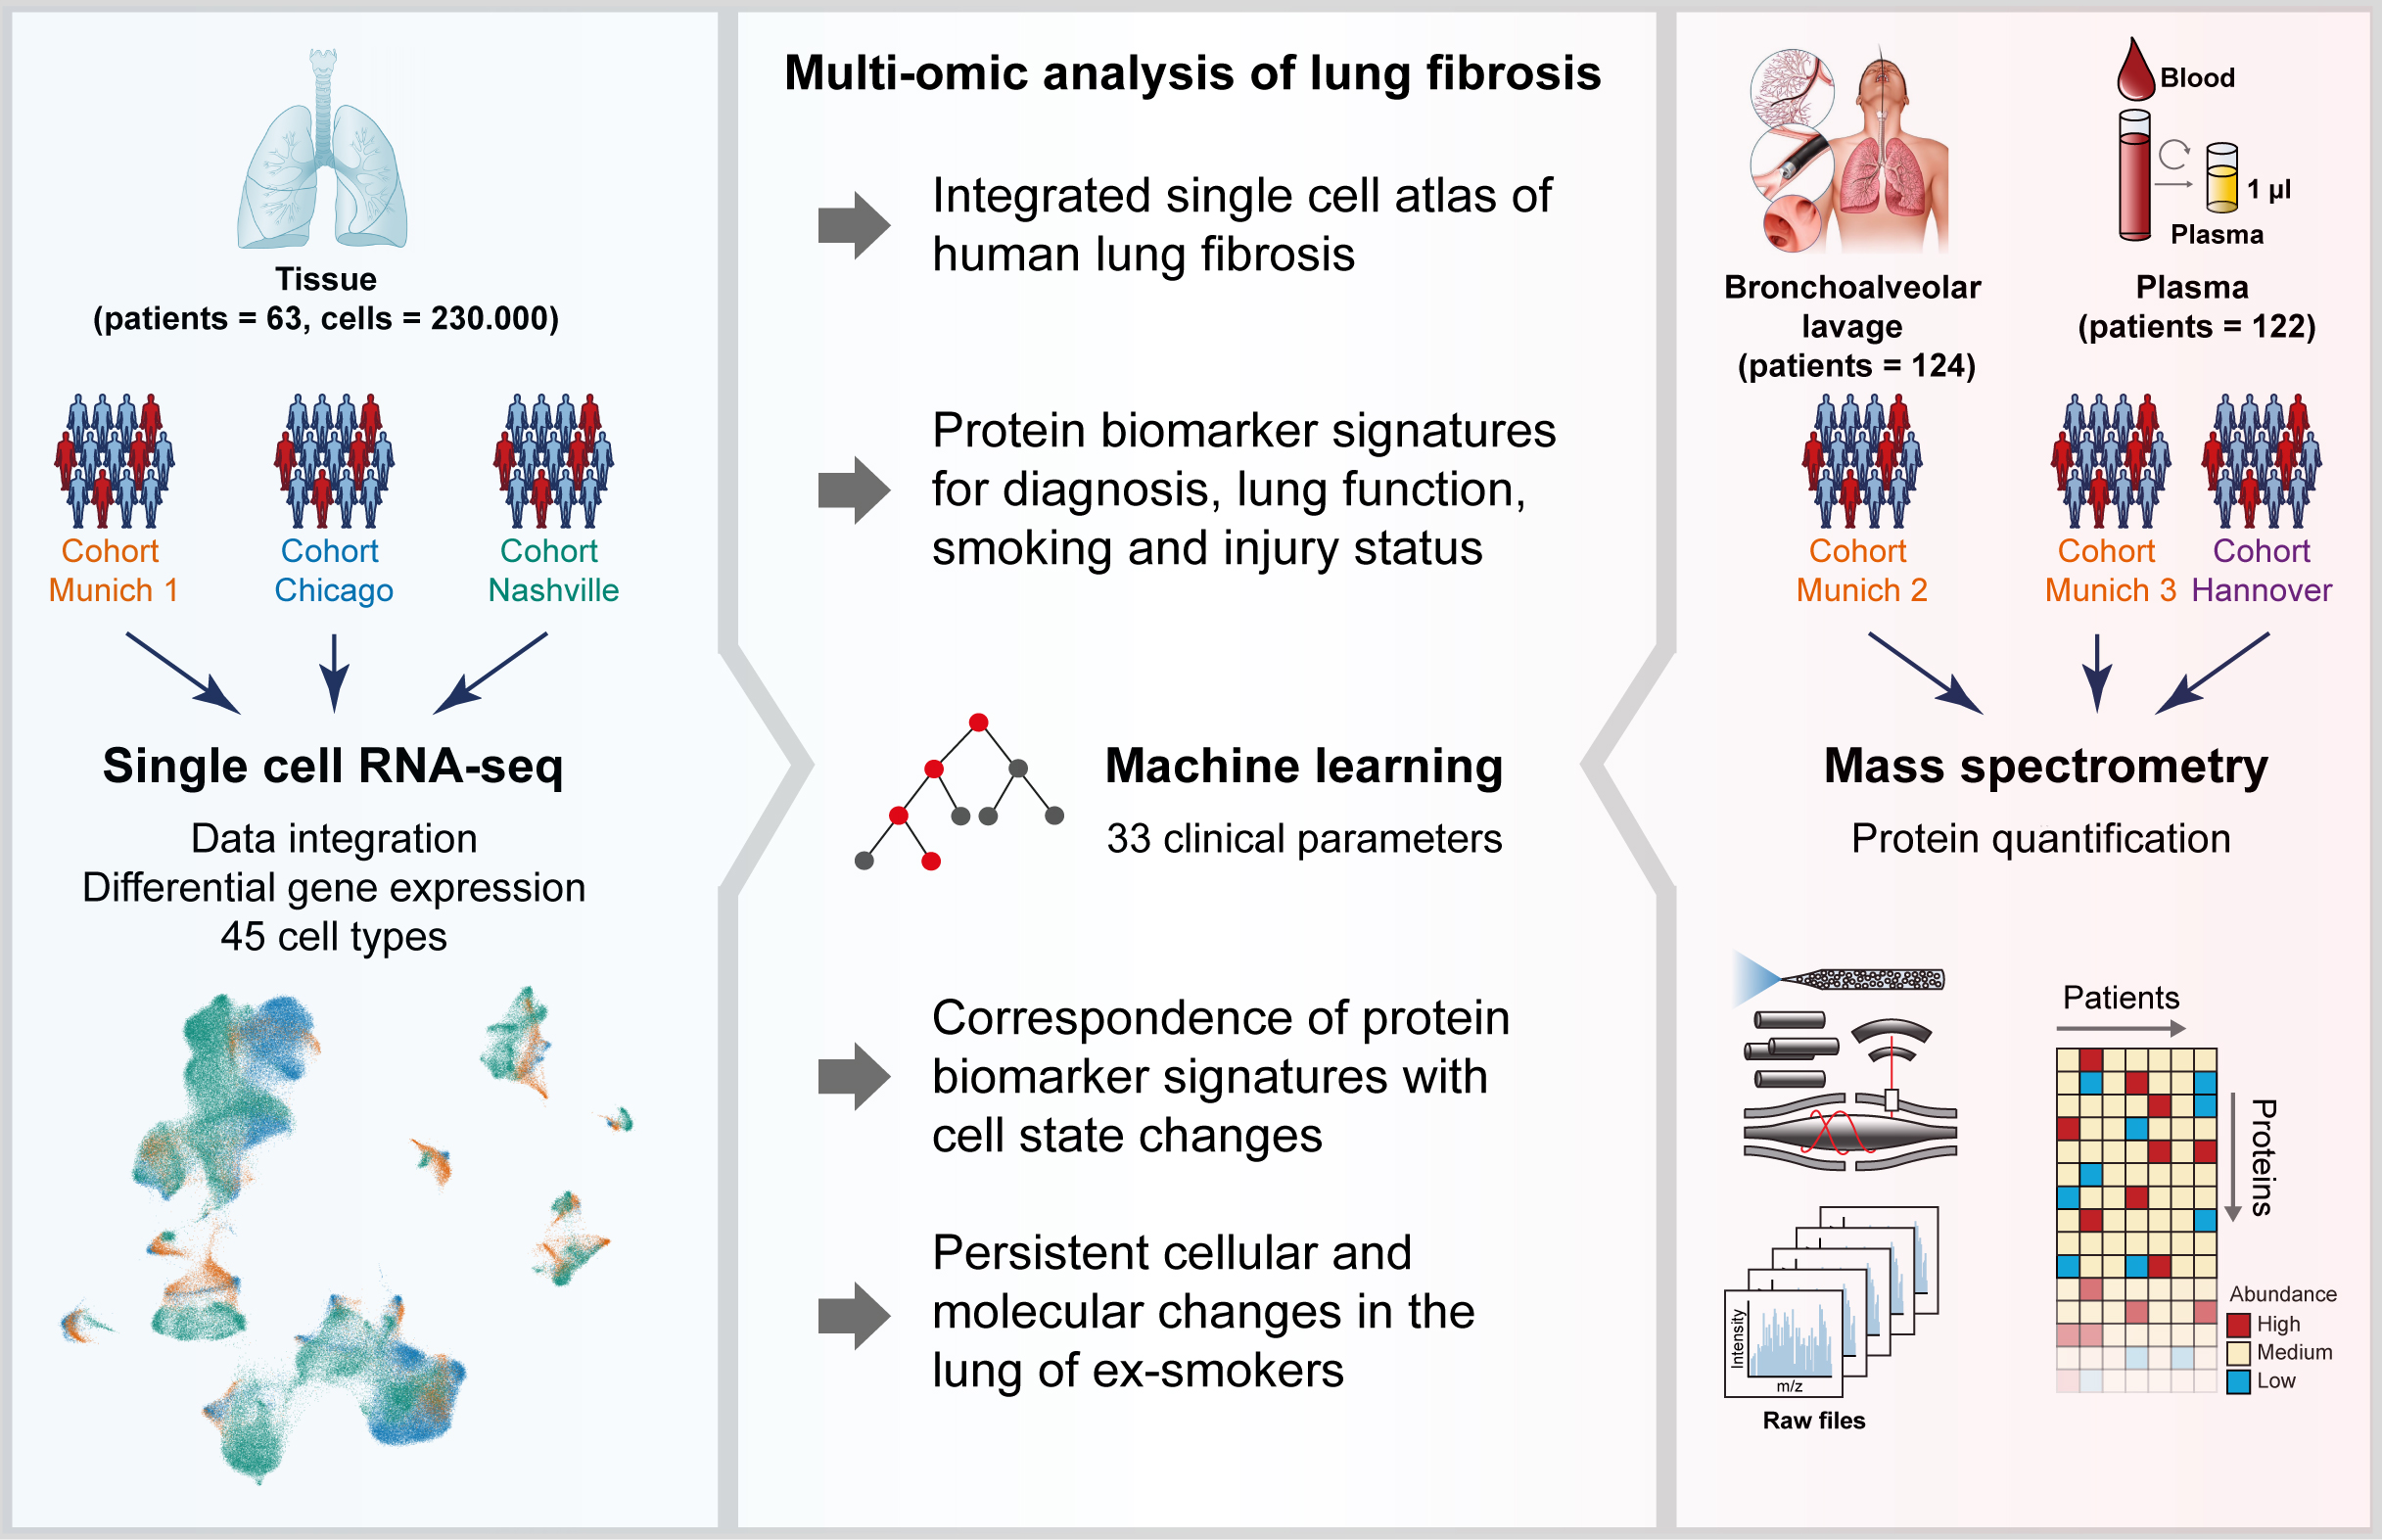 Tissue
(patients = 63, cells = 230.000)
Cohort
Munich 1
Cohort
Chicago
Cohort
Nashville
Single cell RNA-seq
Data integration
Differential gene expression
45 cell types
Multi-omic analysis of lung fibrosis
Integrated single cell atlas of
human lung fibrosis
Protein biomarker signatures
for diagnosis, lung function,
smoking and injury status
Machine learning
33 clinical parameters
Correspondence of protein
biomarker signatures with
cell state changes
Persistent cellular and
molecular changes in the
lung of ex-smokers
Bronchoalveolar
lavage
(patients = 124)
Blood
1 µl
Plasma
Plasma
(patients = 122)
Cohort
Munich 2
Cohort
Munich 3
Cohort
Hannover
Mass spectrometry
Protein quantification
Intensity
m/z
Raw files
Patients
Proteins
Abundance
High
Medium
Low